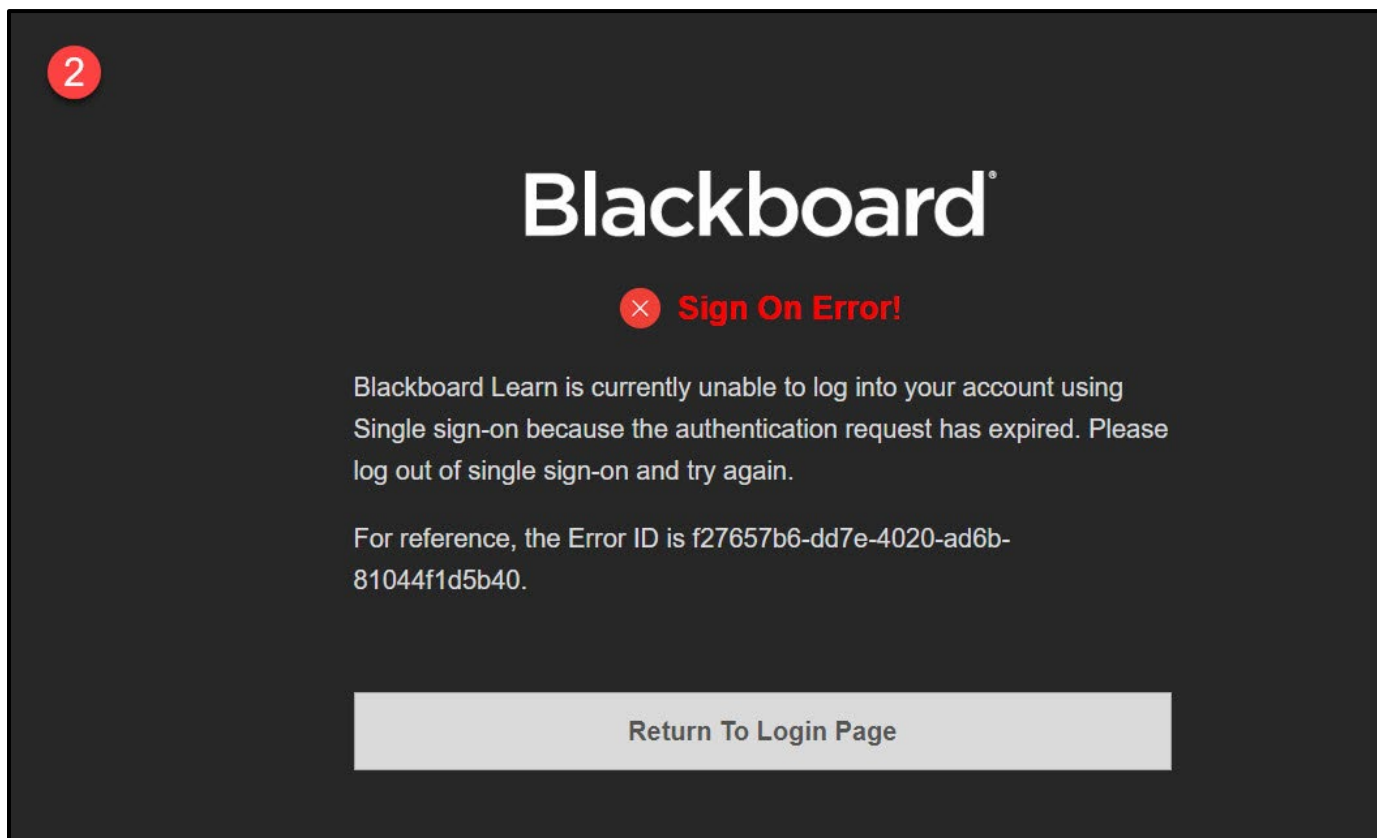 2
Blackboard®
Sign On Error!
Blackboard Learn is currently unable to log into your account using
Single sign-on because the authentication request has expired. Please
log out of single sign-on and try again.
For reference, the Error ID is f27657b6-dd7e-4020-ad6b-
81044f1d5b40.
Return To Login Page